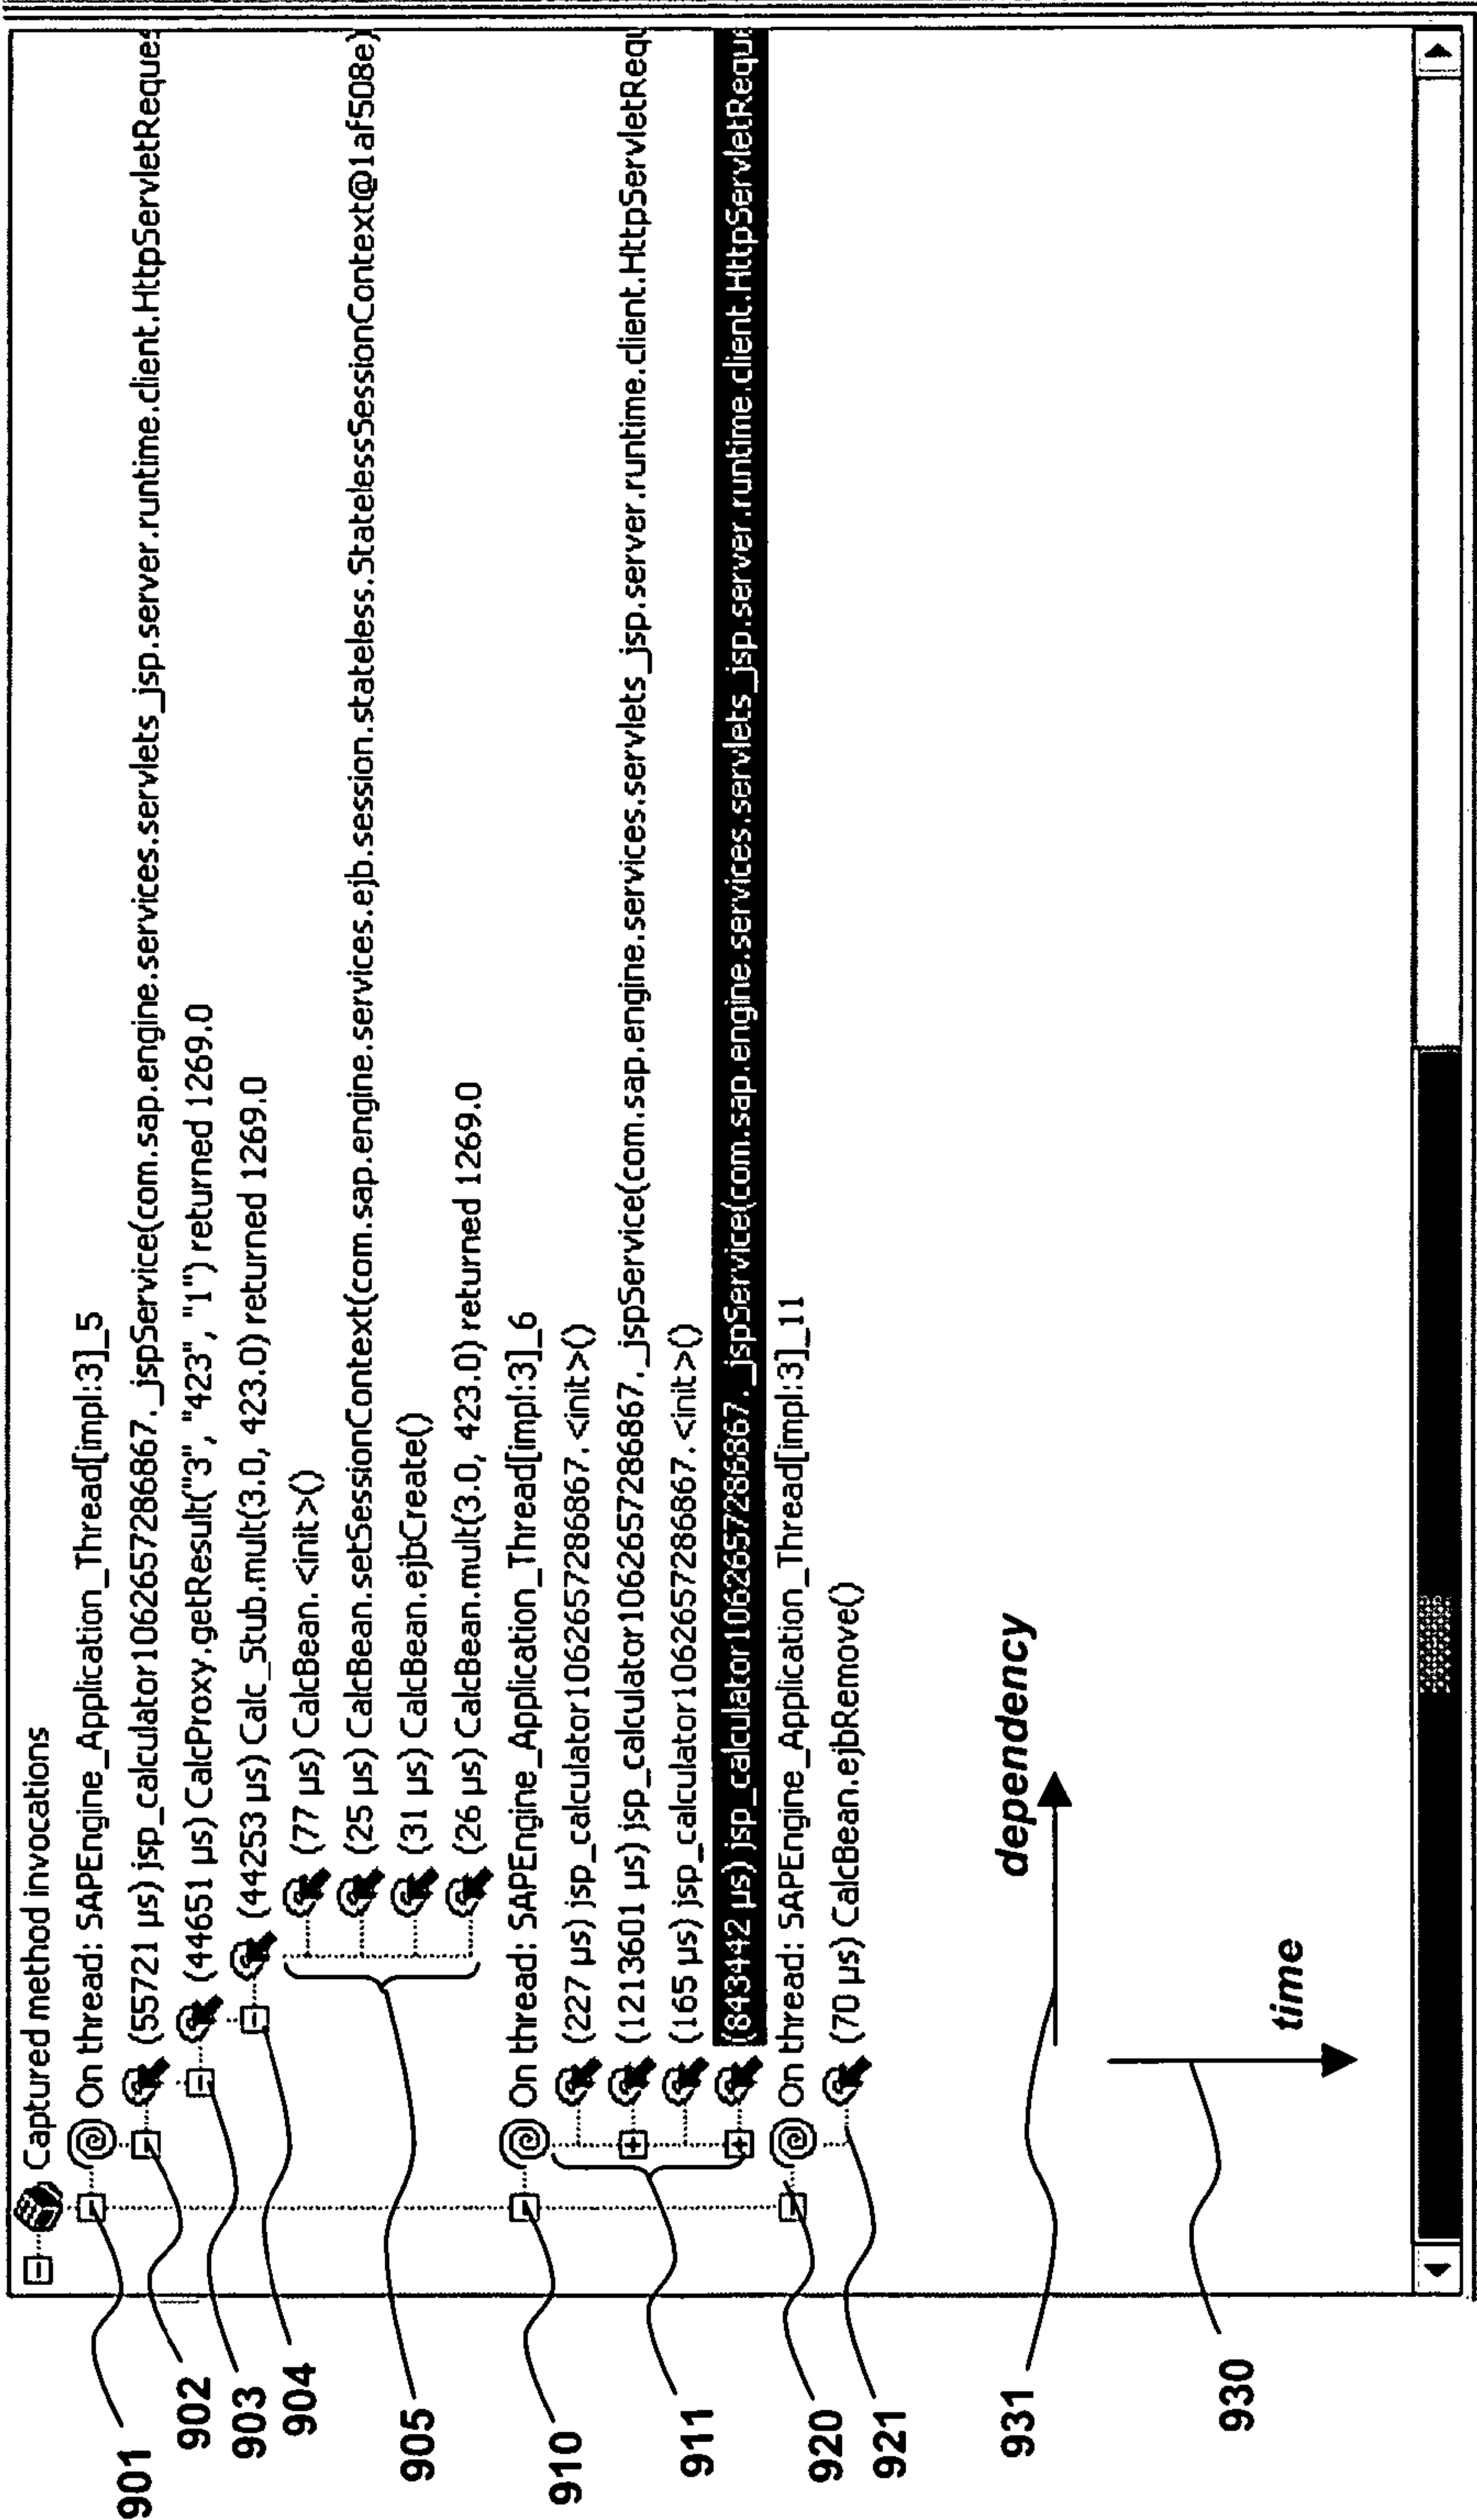 Captured method invocations
On thread: SAPEngine_Application_Thread[impl:3]_5
(55721 µs) jsp_calculator1062657286867._jspService(com.sap.engine.services.servlets_jsp.server.runtime.client.HttpServletReques
(44651 µs) CalcProxy.getResult("3", "423", "1") returned 1269.0
(44253 µs) Calc_Stub.mult(3.0, 423.0) returned 1269.0
(77 µs) CalcBean.<init>()
(25 µs) CalcBean.setSessionContext(com.sap.engine.services.ejb.session.stateless.StatelessSessionContext@1af508e)
(31 µs) CalcBean.ejbCreate()
(26 µs) CalcBean.mult(3.0, 423.0) returned 1269.0
On thread: SAPEngine_Application_Thread[impl:3]_6
(227 µs) jsp_calculator1062657286867.<init>()
(1213601 µs) jsp_calculator1062657286867._jspService(com.sap.engine.services.servlets_jsp.server.runtime.client.HttpServletRequ
(165 µs) jsp_calculator1062657286867.<init>()
(843442 µs) jsp_calculator1062657286867._jspService(com.sap.engine.services.servlets_jsp.server.runtime.client.HttpServletReque
On thread: SAPEngine_Application_Thread[impl:3]_11
(70 µs) CalcBean.ejbRemove()
dependency
time
901
902
903
904
905
910
911
920
921
931
930